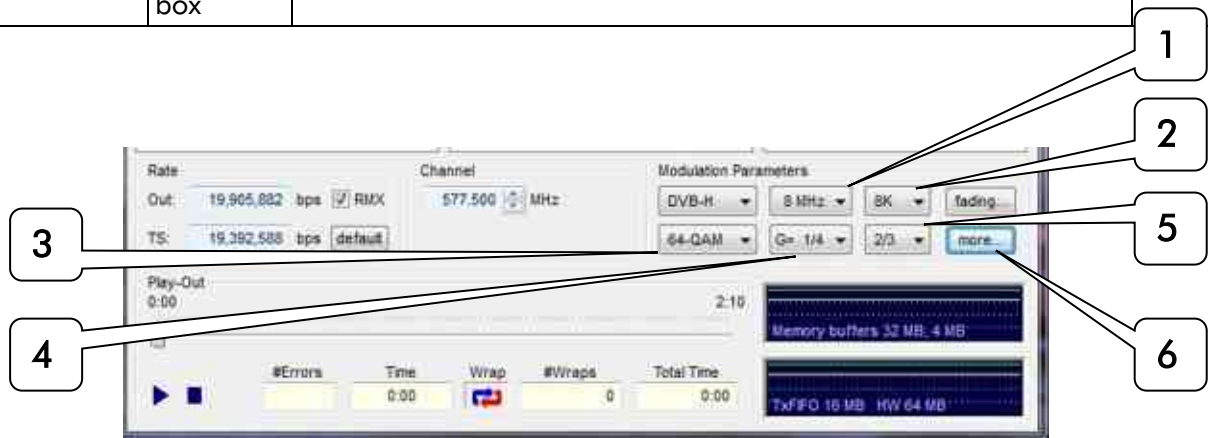 box
1
2
Rate
Channel
Modulation Parameters
Out: 19,905,882 bps RMX 577.500 MHz DVB-H 8 MHz 8K fading...
3
TS: 19,392,588 bps default 64-QAM G= 1/4 2/3 more...
5
Play-Out
0:00 2:10
Memory buffers 32 MB, 4 MB
4
6
#Errors Time Wrap #Wraps Total Time
0:00 0 0:00
TxFIFO 16 MB HW 64 MB